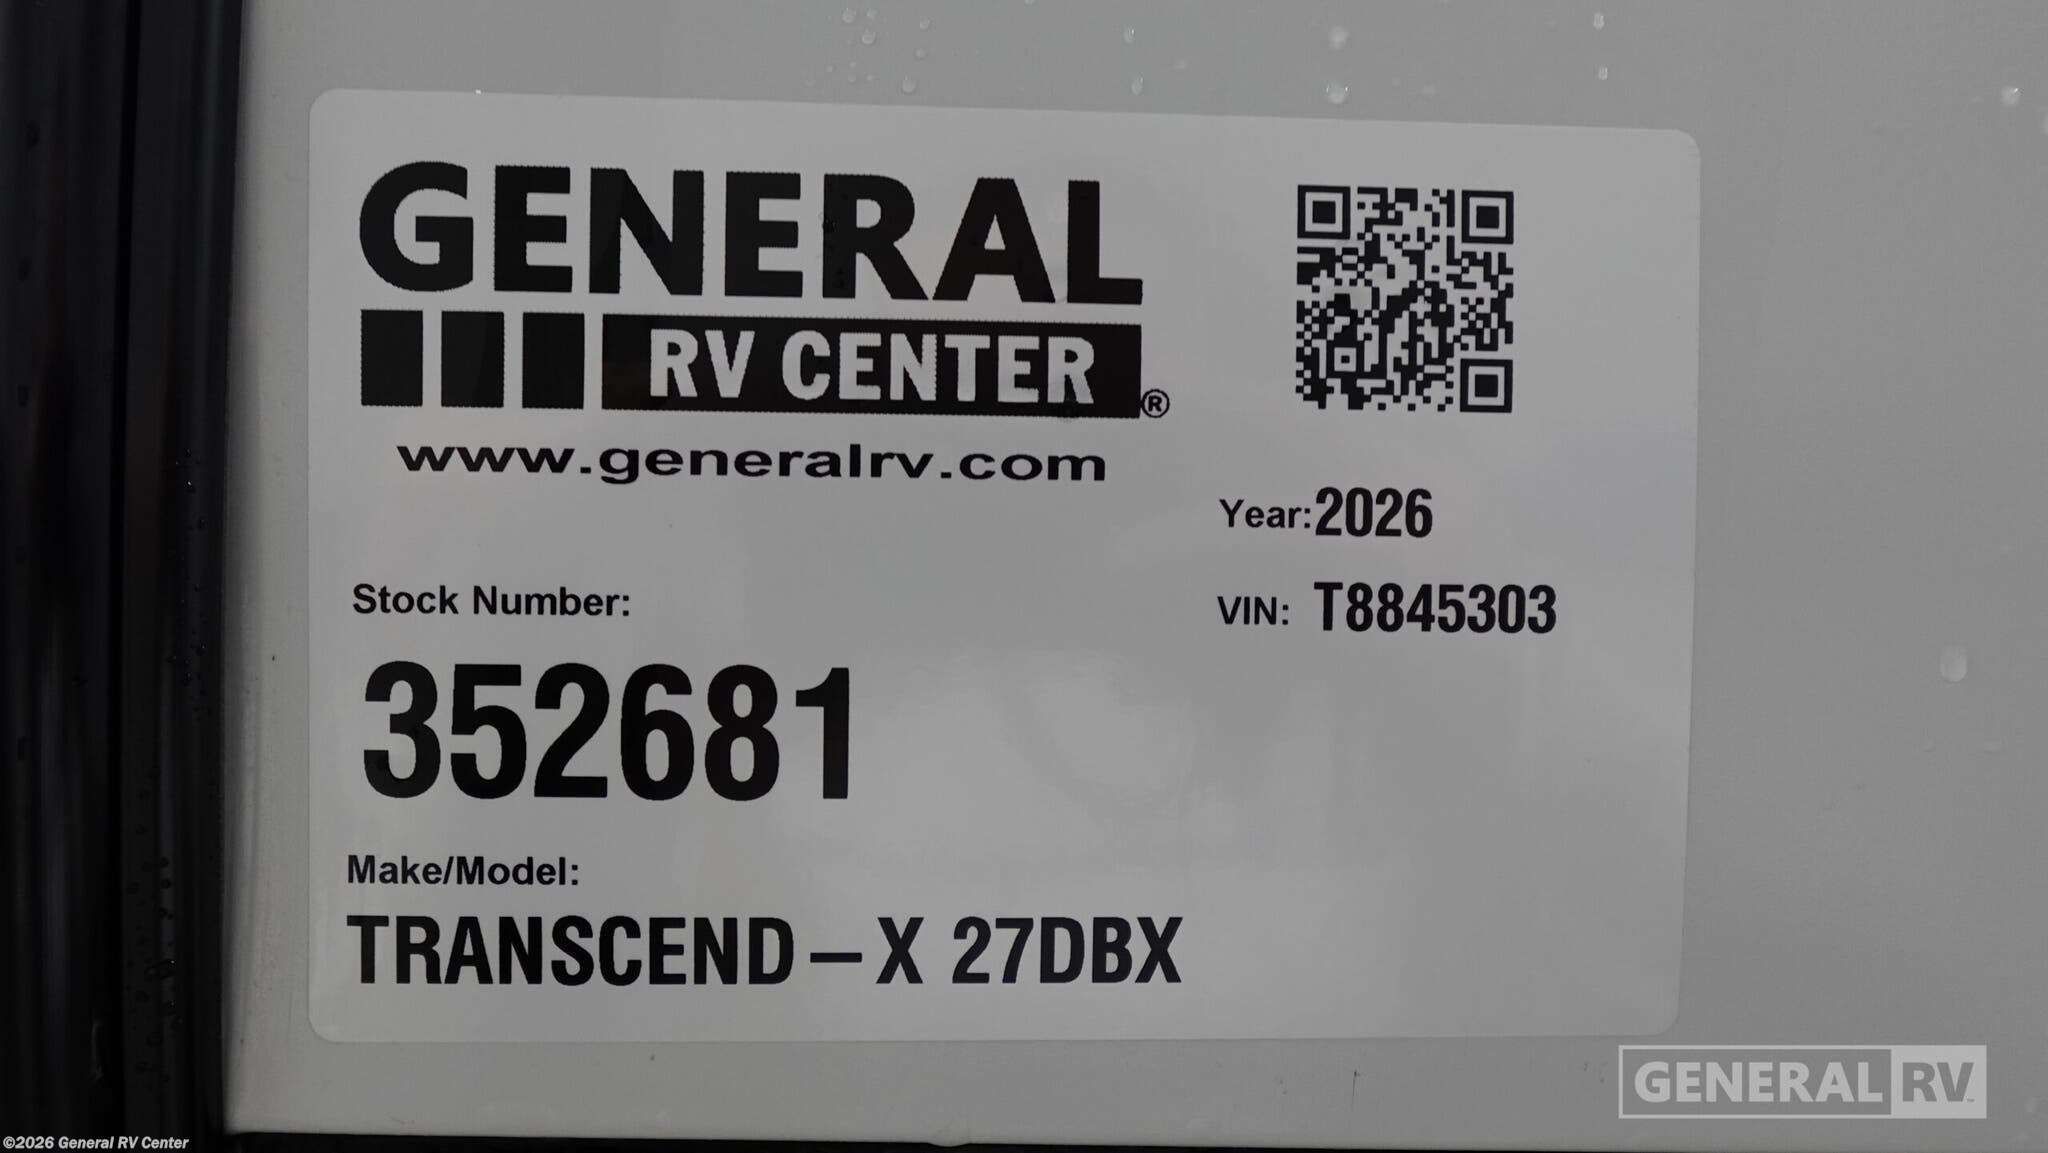 GENERAL
RV CENTER®
www.generalrv.com
Year: 2026
VIN: T8845303
Stock Number:
352681
Make/Model:
TRANSCEND–X 27DBX
GENERAL RV™
©2026 General RV Center